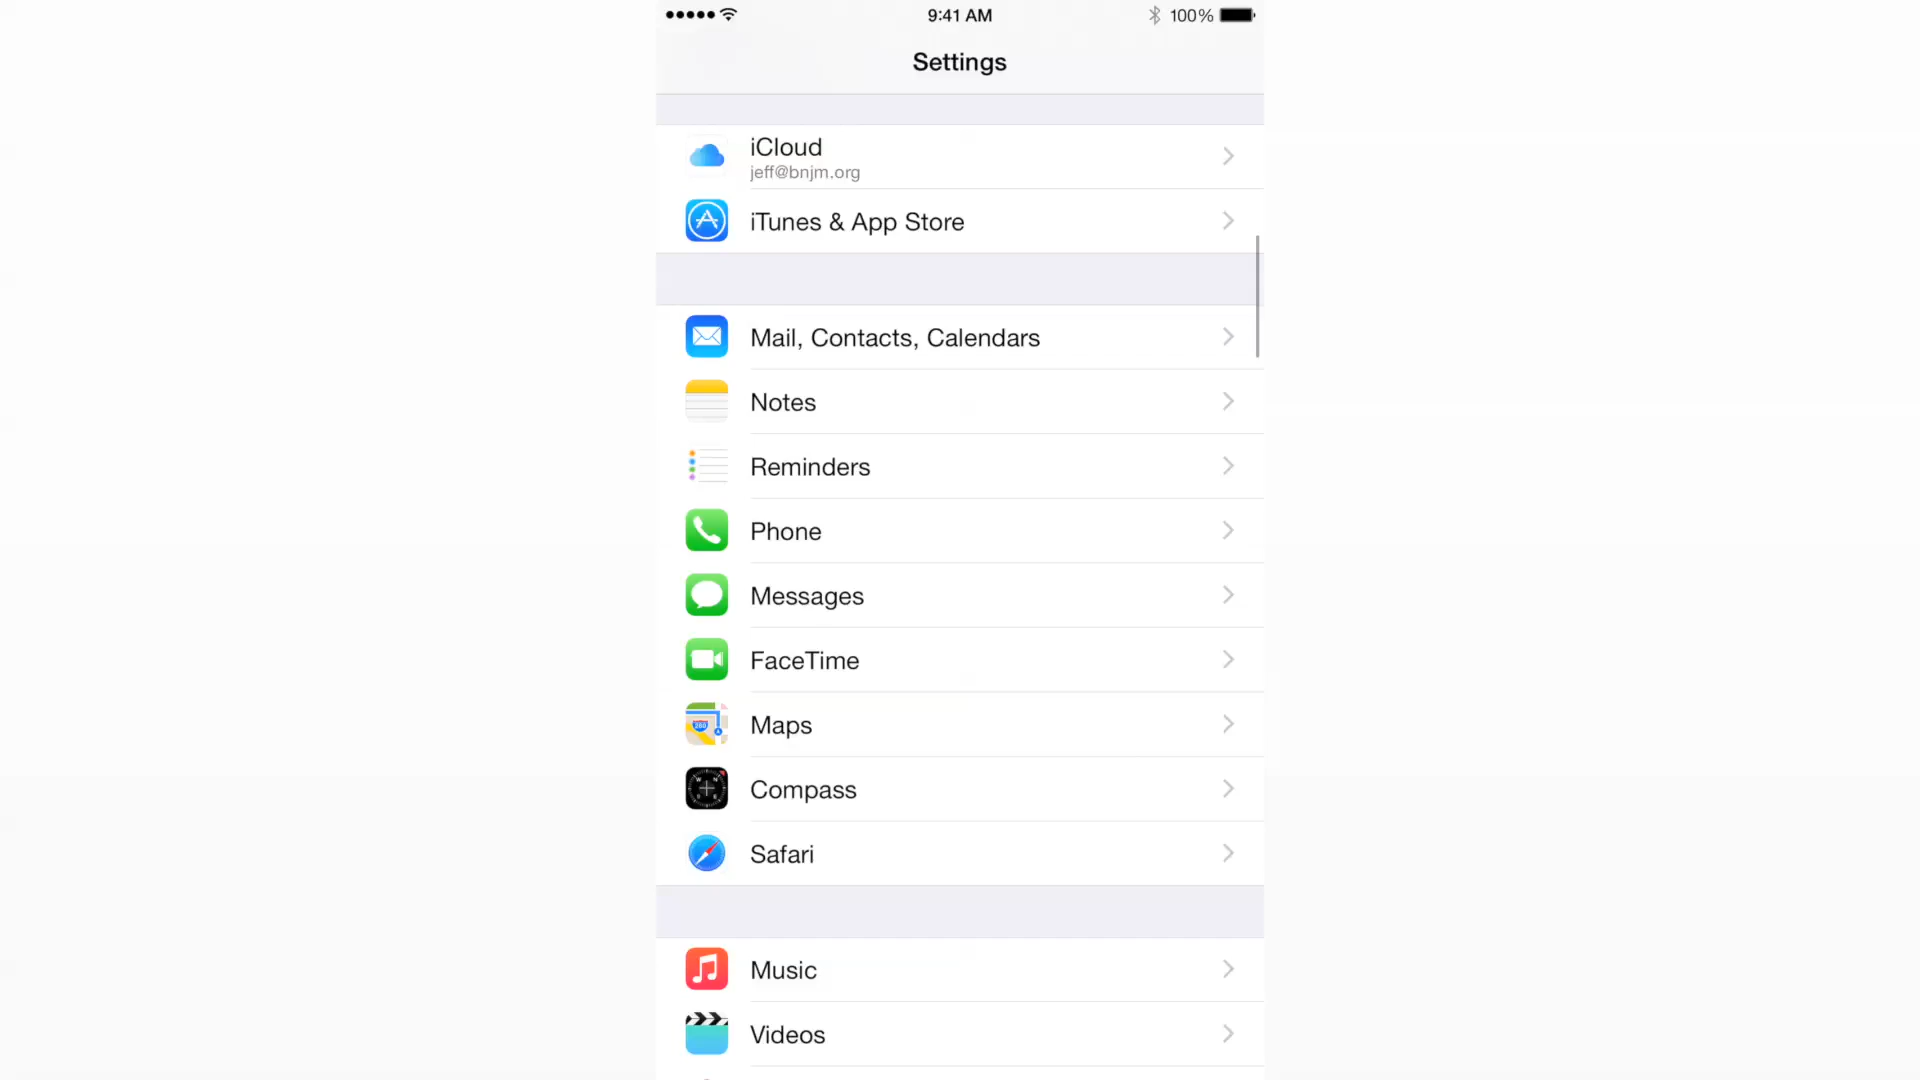 9:41 AM
100%
Settings
iCloud
jeff@bnjm.org
iTunes & App Store
Mail, Contacts, Calendars
Notes
Reminders
Phone
Messages
FaceTime
Maps
Compass
Safari
Music
Videos